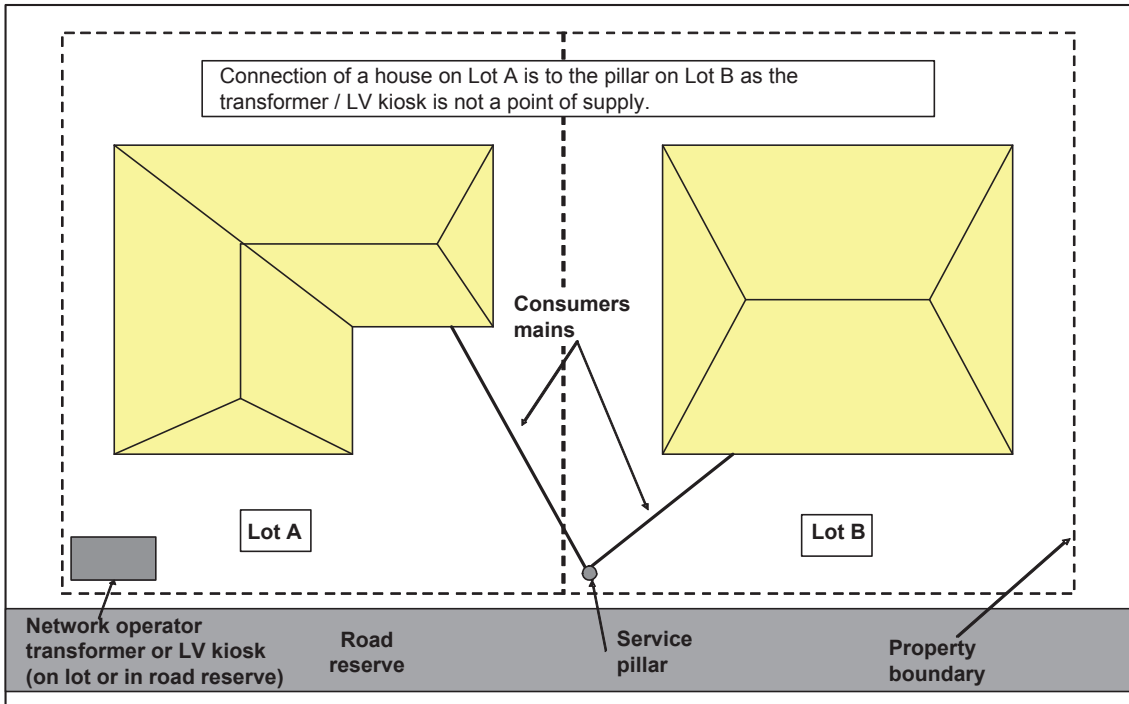 Connection of a house on Lot A is to the pillar on Lot B as the
transformer / LV kiosk is not a point of supply.
Consumers
mains
Lot A
Lot B
Network operator
transformer or LV kiosk
(on lot or in road reserve)
Road
reserve
Service
pillar
Property
boundary